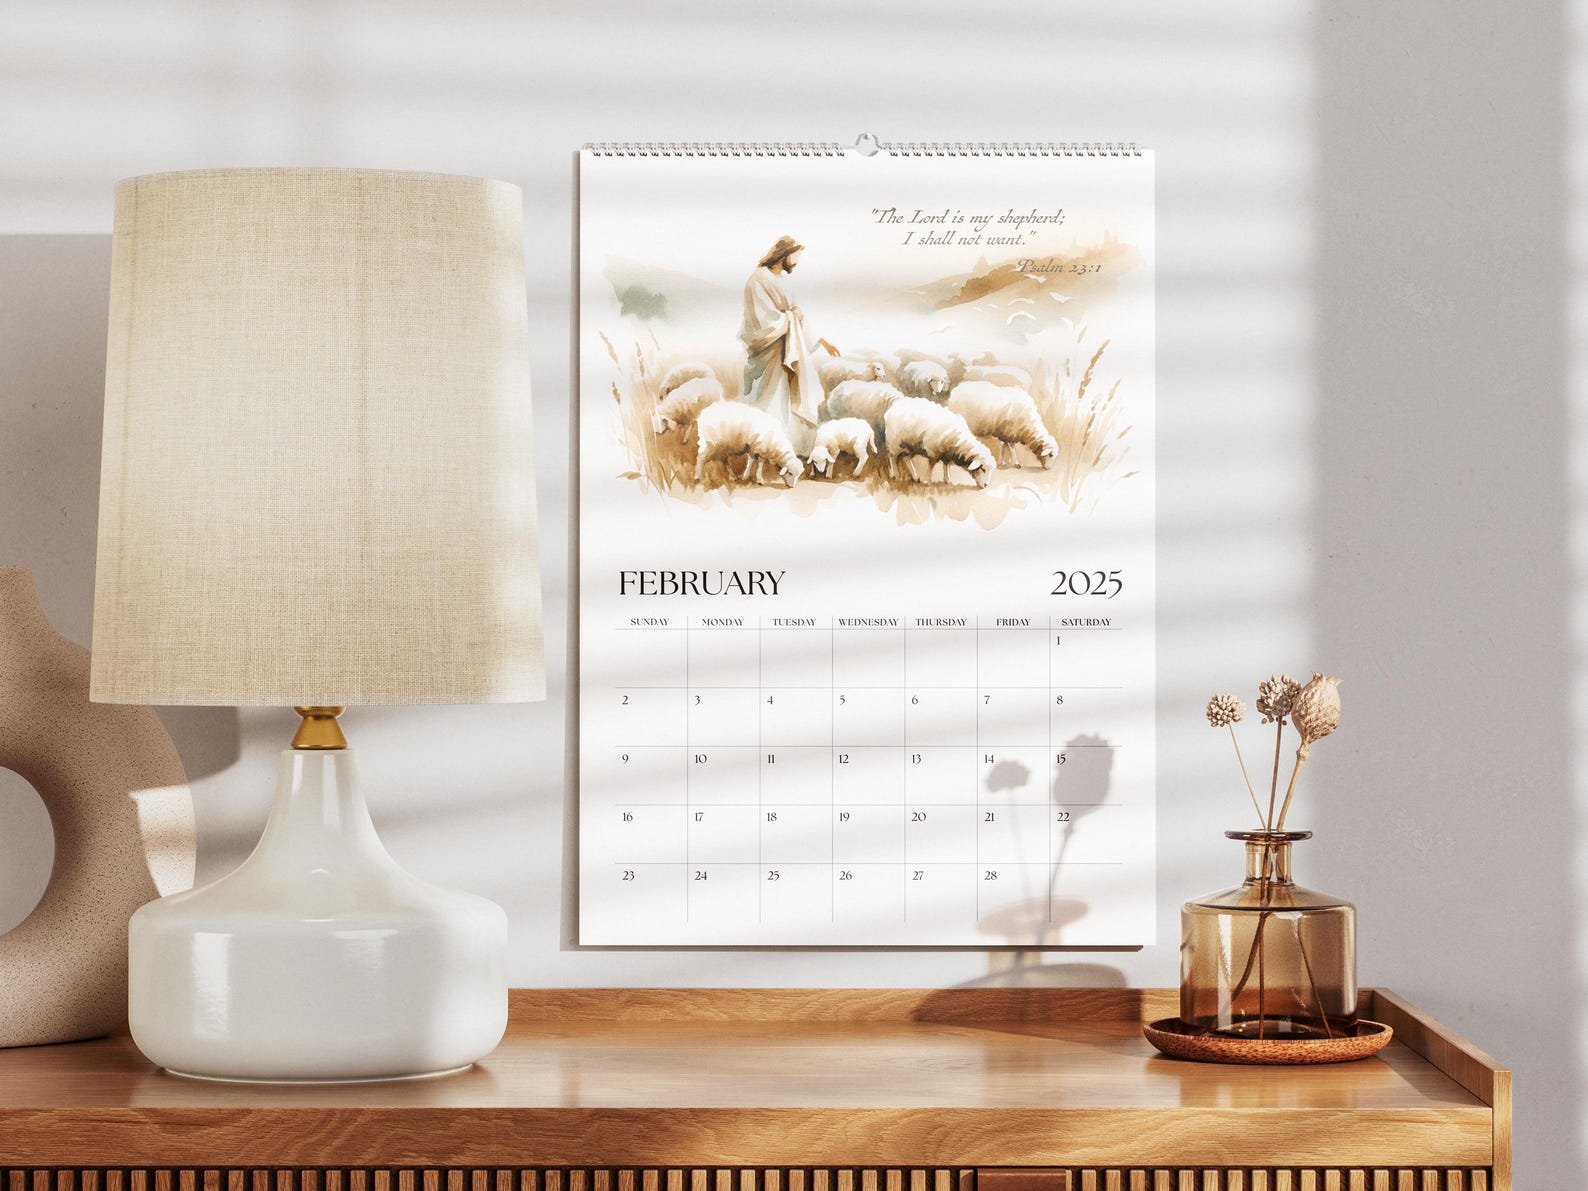 "The Lord is my shepherd;
I shall not want."
Psalm 23:1
FEBRUARY 2025
SUNDAY MONDAY TUESDAY WEDNESDAY THURSDAY FRIDAY SATURDAY
1
2 3 4 5 6 7 8
9 10 11 12 13 14 15
16 17 18 19 20 21 22
23 24 25 26 27 28